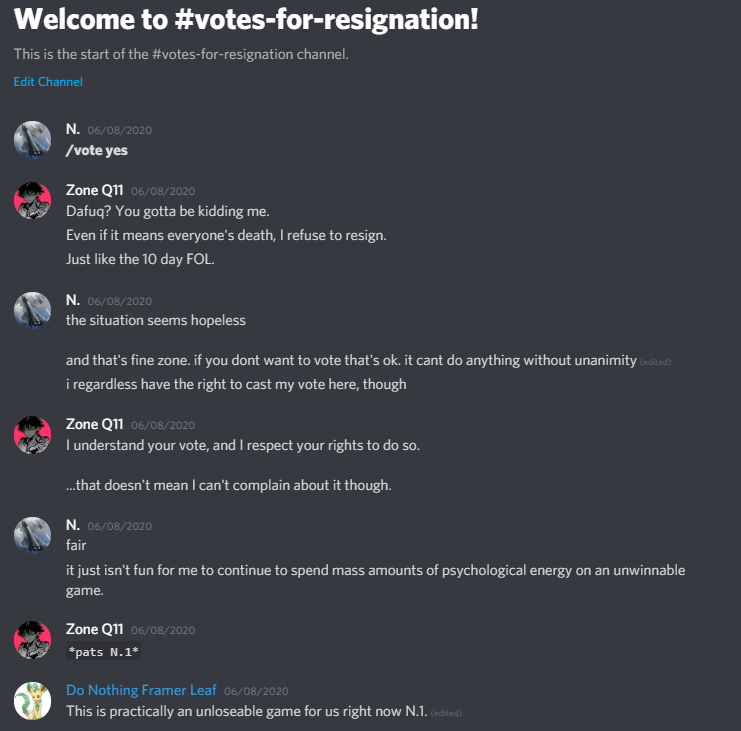 Welcome to #votes-for-resignation!
This is the start of the #votes-for-resignation channel.
Edit Channel
N. 06/08/2020
/vote yes
Zone Q11 06/08/2020
Dafuq? You gotta be kidding me.
Even if it means everyone's death, I refuse to resign.
Just like the 10 day FOL.
N. 06/08/2020
the situation seems hopeless
and that's fine zone. if you dont want to vote that's ok. it cant do anything without unanimity (edited)
i regardless have the right to cast my vote here, though
Zone Q11 06/08/2020
I understand your vote, and I respect your rights to do so.
...that doesn't mean I can't complain about it though.
N. 06/08/2020
fair
it just isn't fun for me to continue to spend mass amounts of psychological energy on an unwinnable
game.
Zone Q11 06/08/2020
*pats N.1*
Do Nothing Framer Leaf 06/08/2020
This is practically an unloseable game for us right now N.1. (edited)